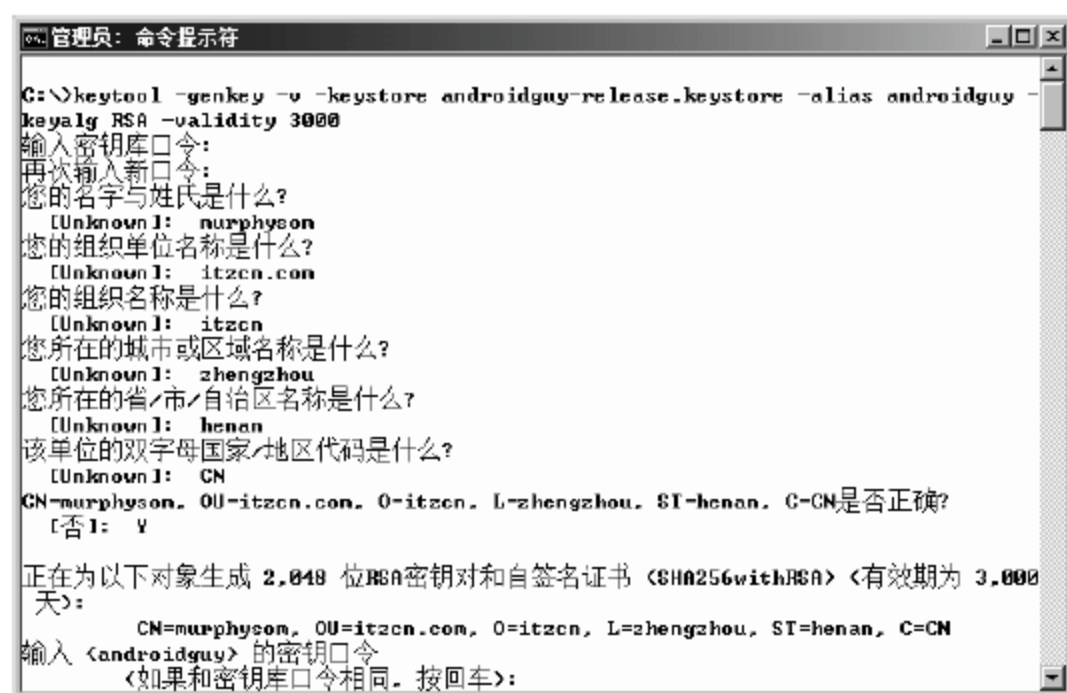 管理员: 命令提示符
C:\>keytool -genkey -v -keystore androidguy-release.keystore -alias androidguy -
keyalg RSA -validity 3000
输入密钥库口令:
再次输入新口令:
您的名字与姓氏是什么?
[Unknown]: murphyson
您的组织单位名称是什么?
[Unknown]: itzcn.com
您的组织名称是什么?
[Unknown]: itzcn
您所在的城市或区域名称是什么?
[Unknown]: zhengzhou
您所在的省/市/自治区名称是什么?
[Unknown]: henan
该单位的双字母国家/地区代码是什么?
[Unknown]: CN
CN=murphyson, OU=itzcn.com, O=itzcn, L=zhengzhou, ST=henan, C=CN是否正确?
[否]: Y
正在为以下对象生成 2,048 位RSA密钥对和自签名证书 (SHA256withRSA) (有效期为 3,000
天):
CN=murphyson, OU=itzcn.com, O=itzcn, L=zhengzhou, ST=henan, C=CN
输入 <androidguy> 的密钥口令
(如果和密钥库口令相同, 按回车):